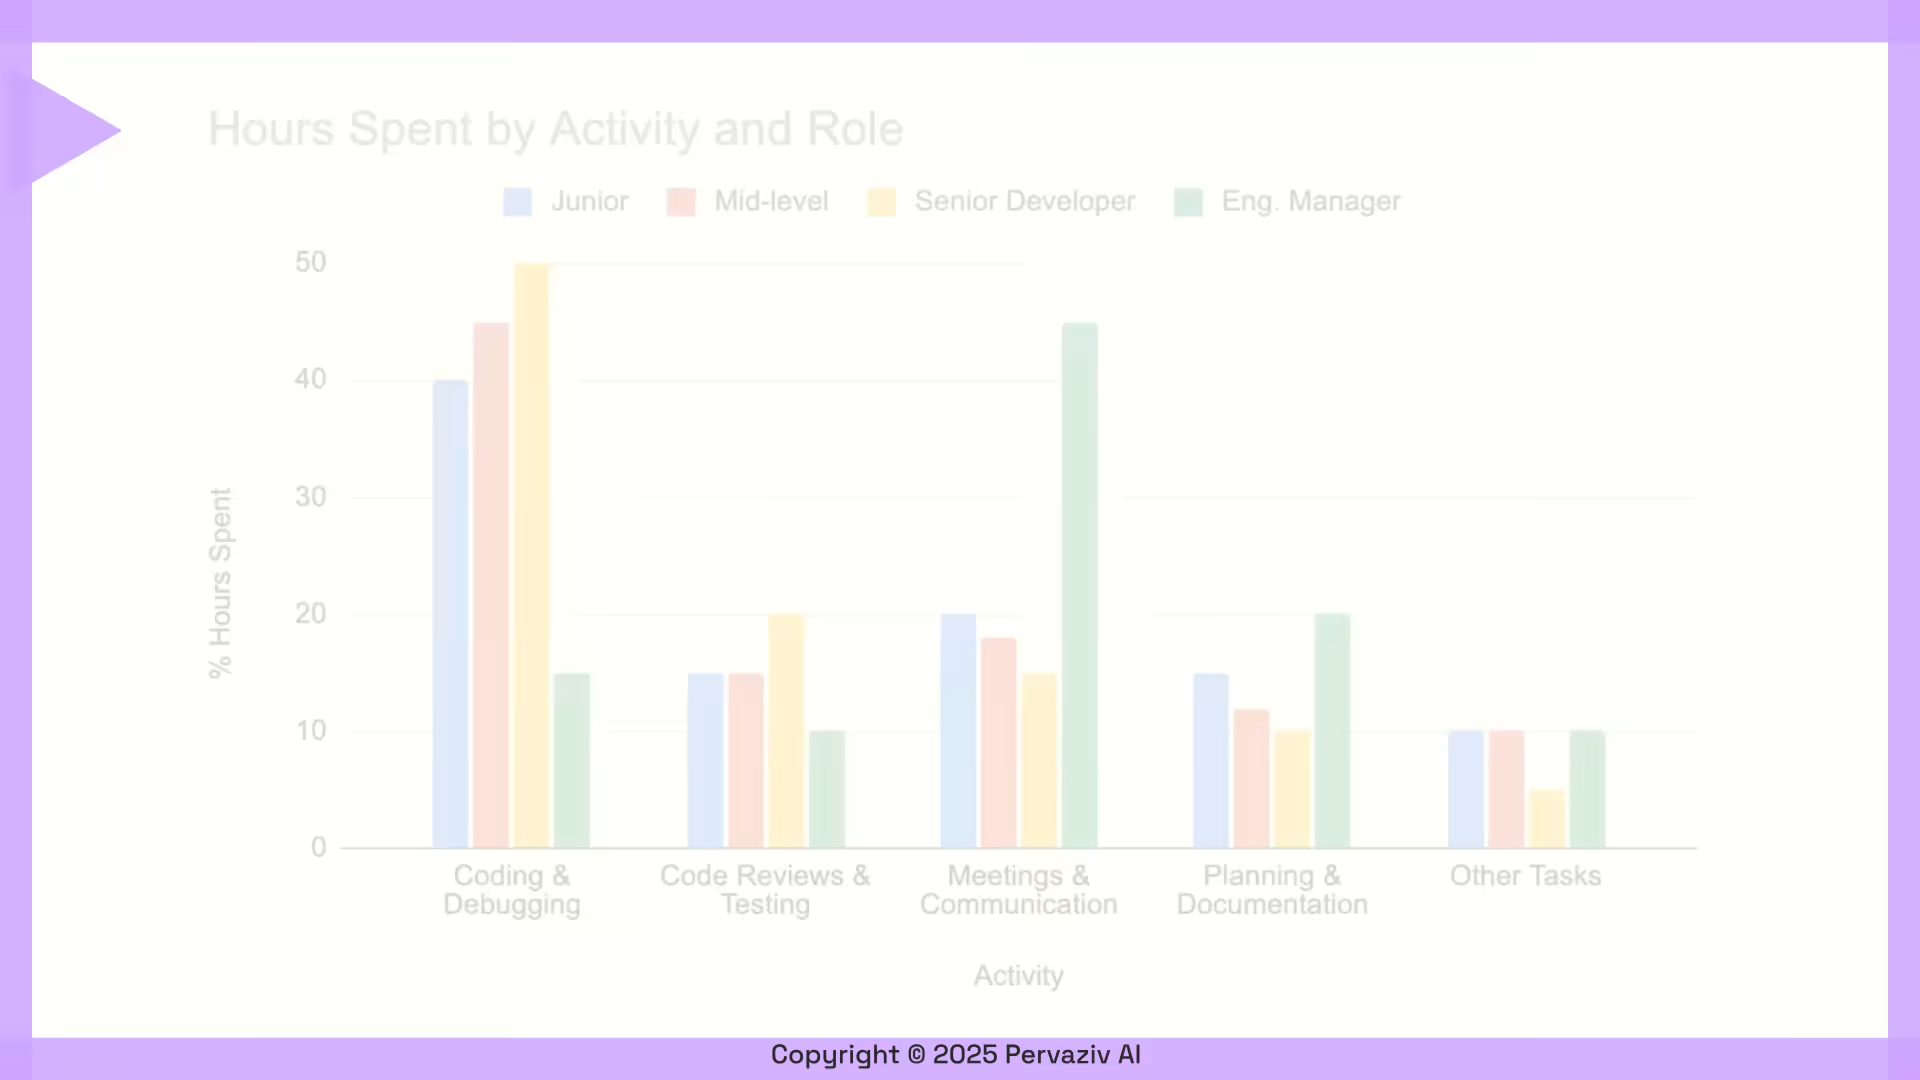 Hours Spent by Activity and Role
Junior Mid-level Senior Developer Eng. Manager
50
40
30
20
10
0
% Hours Spent
Coding & Code Reviews & Meetings & Planning & Other Tasks
Debugging Testing Communication Documentation
Activity
Copyright © 2025 Pervaziv AI